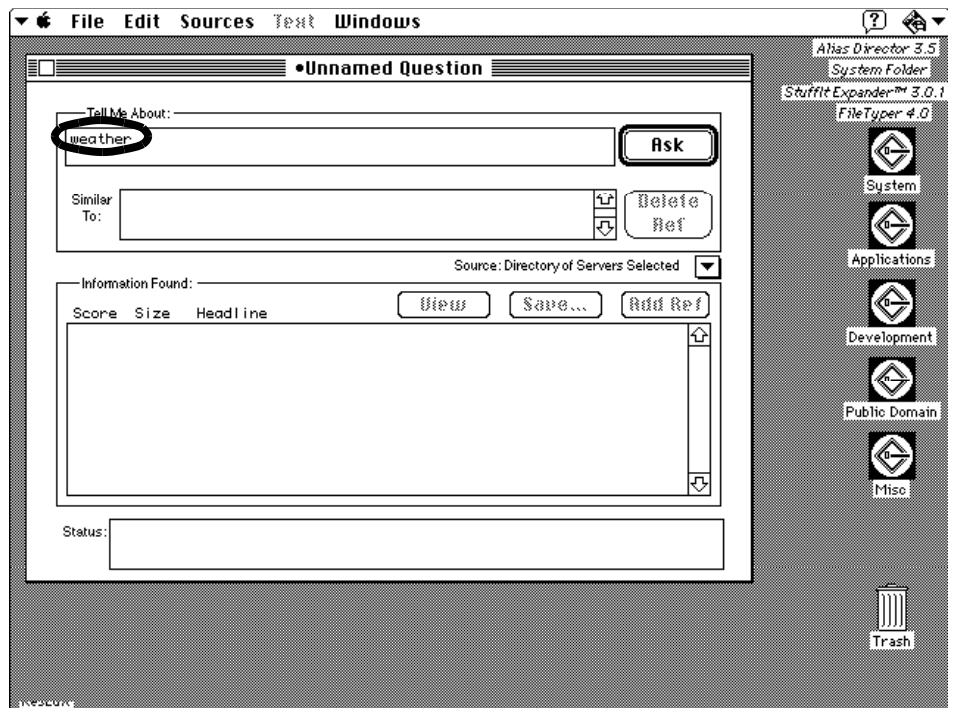 File Edit Sources Text Windows
Alias Director 3.5
System Folder
StuffIt Expander™ 3.0.1
FileTyper 4.0
•Unnamed Question
Tell Me About:
weather
Ask
Similar To:
Delete Ref
Source: Directory of Servers Selected
Information Found:
View Save... Add Ref
Score Size Headline
Status:
System
Applications
Development
Public Domain
Misc
Trash